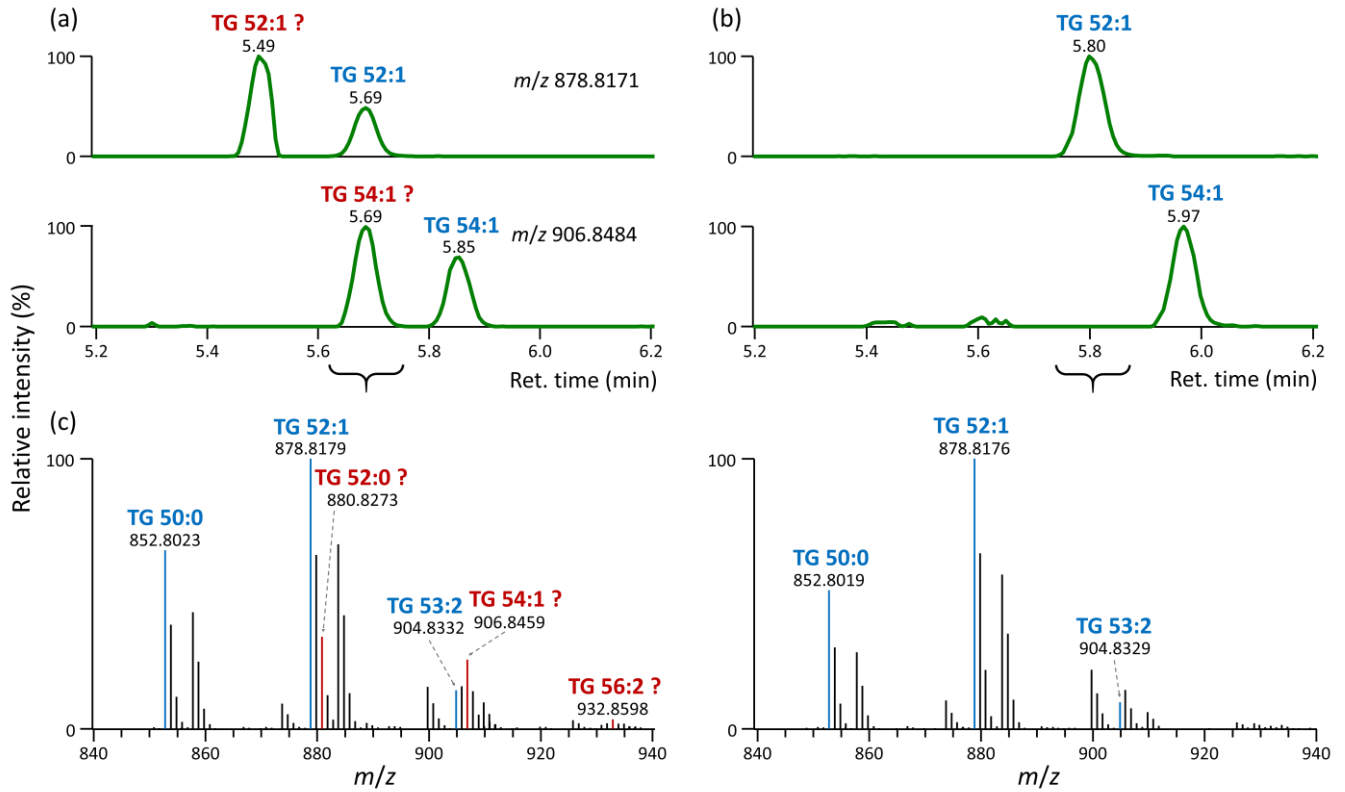 (a)
TG 52:1 ?
5.49
TG 52:1
5.69
m/z 878.8171
100
0
TG 54:1 ?
5.69
TG 54:1
5.85
m/z 906.8484
100
0
5.2 5.4 5.6 5.8 6.0 6.2
Ret. time (min)
(b)
TG 52:1
5.80
100
0
TG 54:1
5.97
100
0
5.2 5.4 5.6 5.8 6.0 6.2
Ret. time (min)
Relative intensity (%)
(c)
TG 52:1
878.8179
100
TG 52:0 ?
880.8273
TG 50:0
852.8023
TG 53:2
904.8332
TG 54:1 ?
906.8459
TG 56:2 ?
932.8598
0
840 860 880 900 920 940
m/z
TG 52:1
878.8176
100
TG 50:0
852.8019
TG 53:2
904.8329
0
840 860 880 900 920 940
m/z